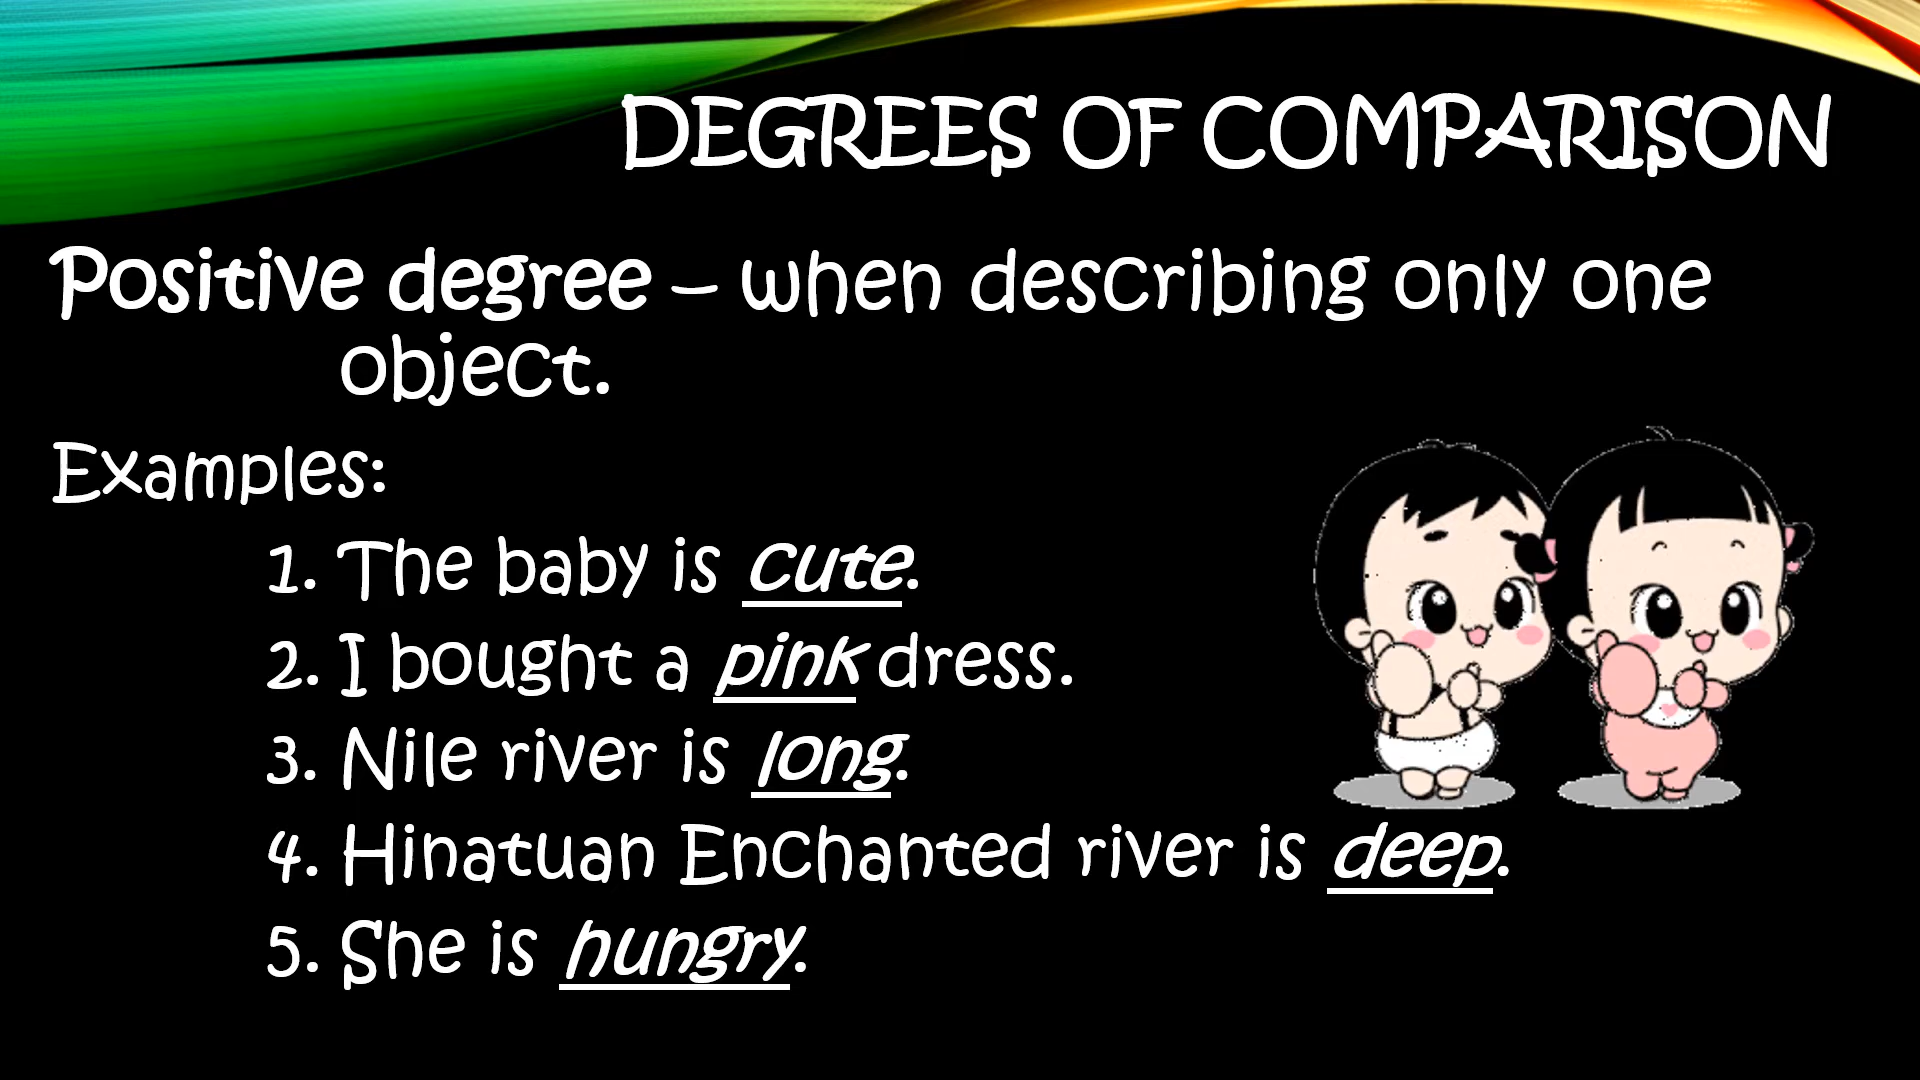 DEGREES OF COMPARISON
Positive degree – when describing only one
object.
Examples:
1. The baby is cute.
2. I bought a pink dress.
3. Nile river is long.
4. Hinatuan Enchanted river is deep.
5. She is hungry.